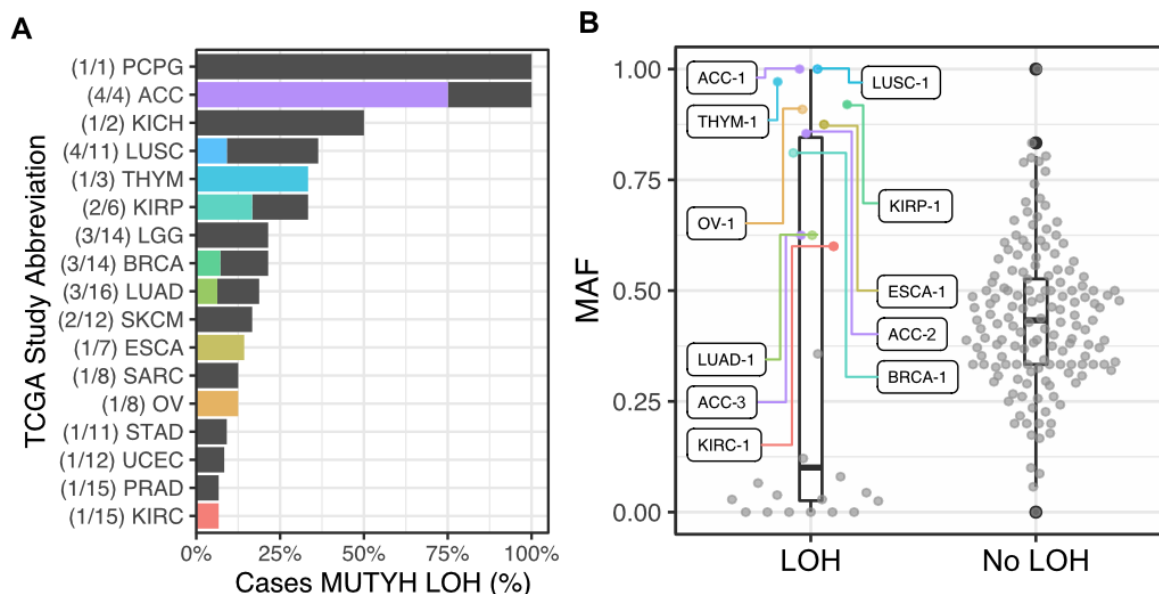 A
(1/1) PCPG
(4/4) ACC
(1/2) KICH
(4/11) LUSC
(1/3) THYM
(2/6) KIRP
(3/14) LGG
(3/14) BRCA
(3/16) LUAD
(2/12) SKCM
(1/7) ESCA
(1/8) SARC
(1/8) OV
(1/11) STAD
(1/12) UCEC
(1/15) PRAD
(1/15) KIRC
TCGA Study Abbreviation
0% 25% 50% 75% 100%
Cases MUTYH LOH (%)
B
MAF
1.00
0.75
0.50
0.25
0.00
ACC-1
LUSC-1
THYM-1
KIRP-1
OV-1
ESCA-1
ACC-2
LUAD-1
BRCA-1
ACC-3
KIRC-1
LOH No LOH